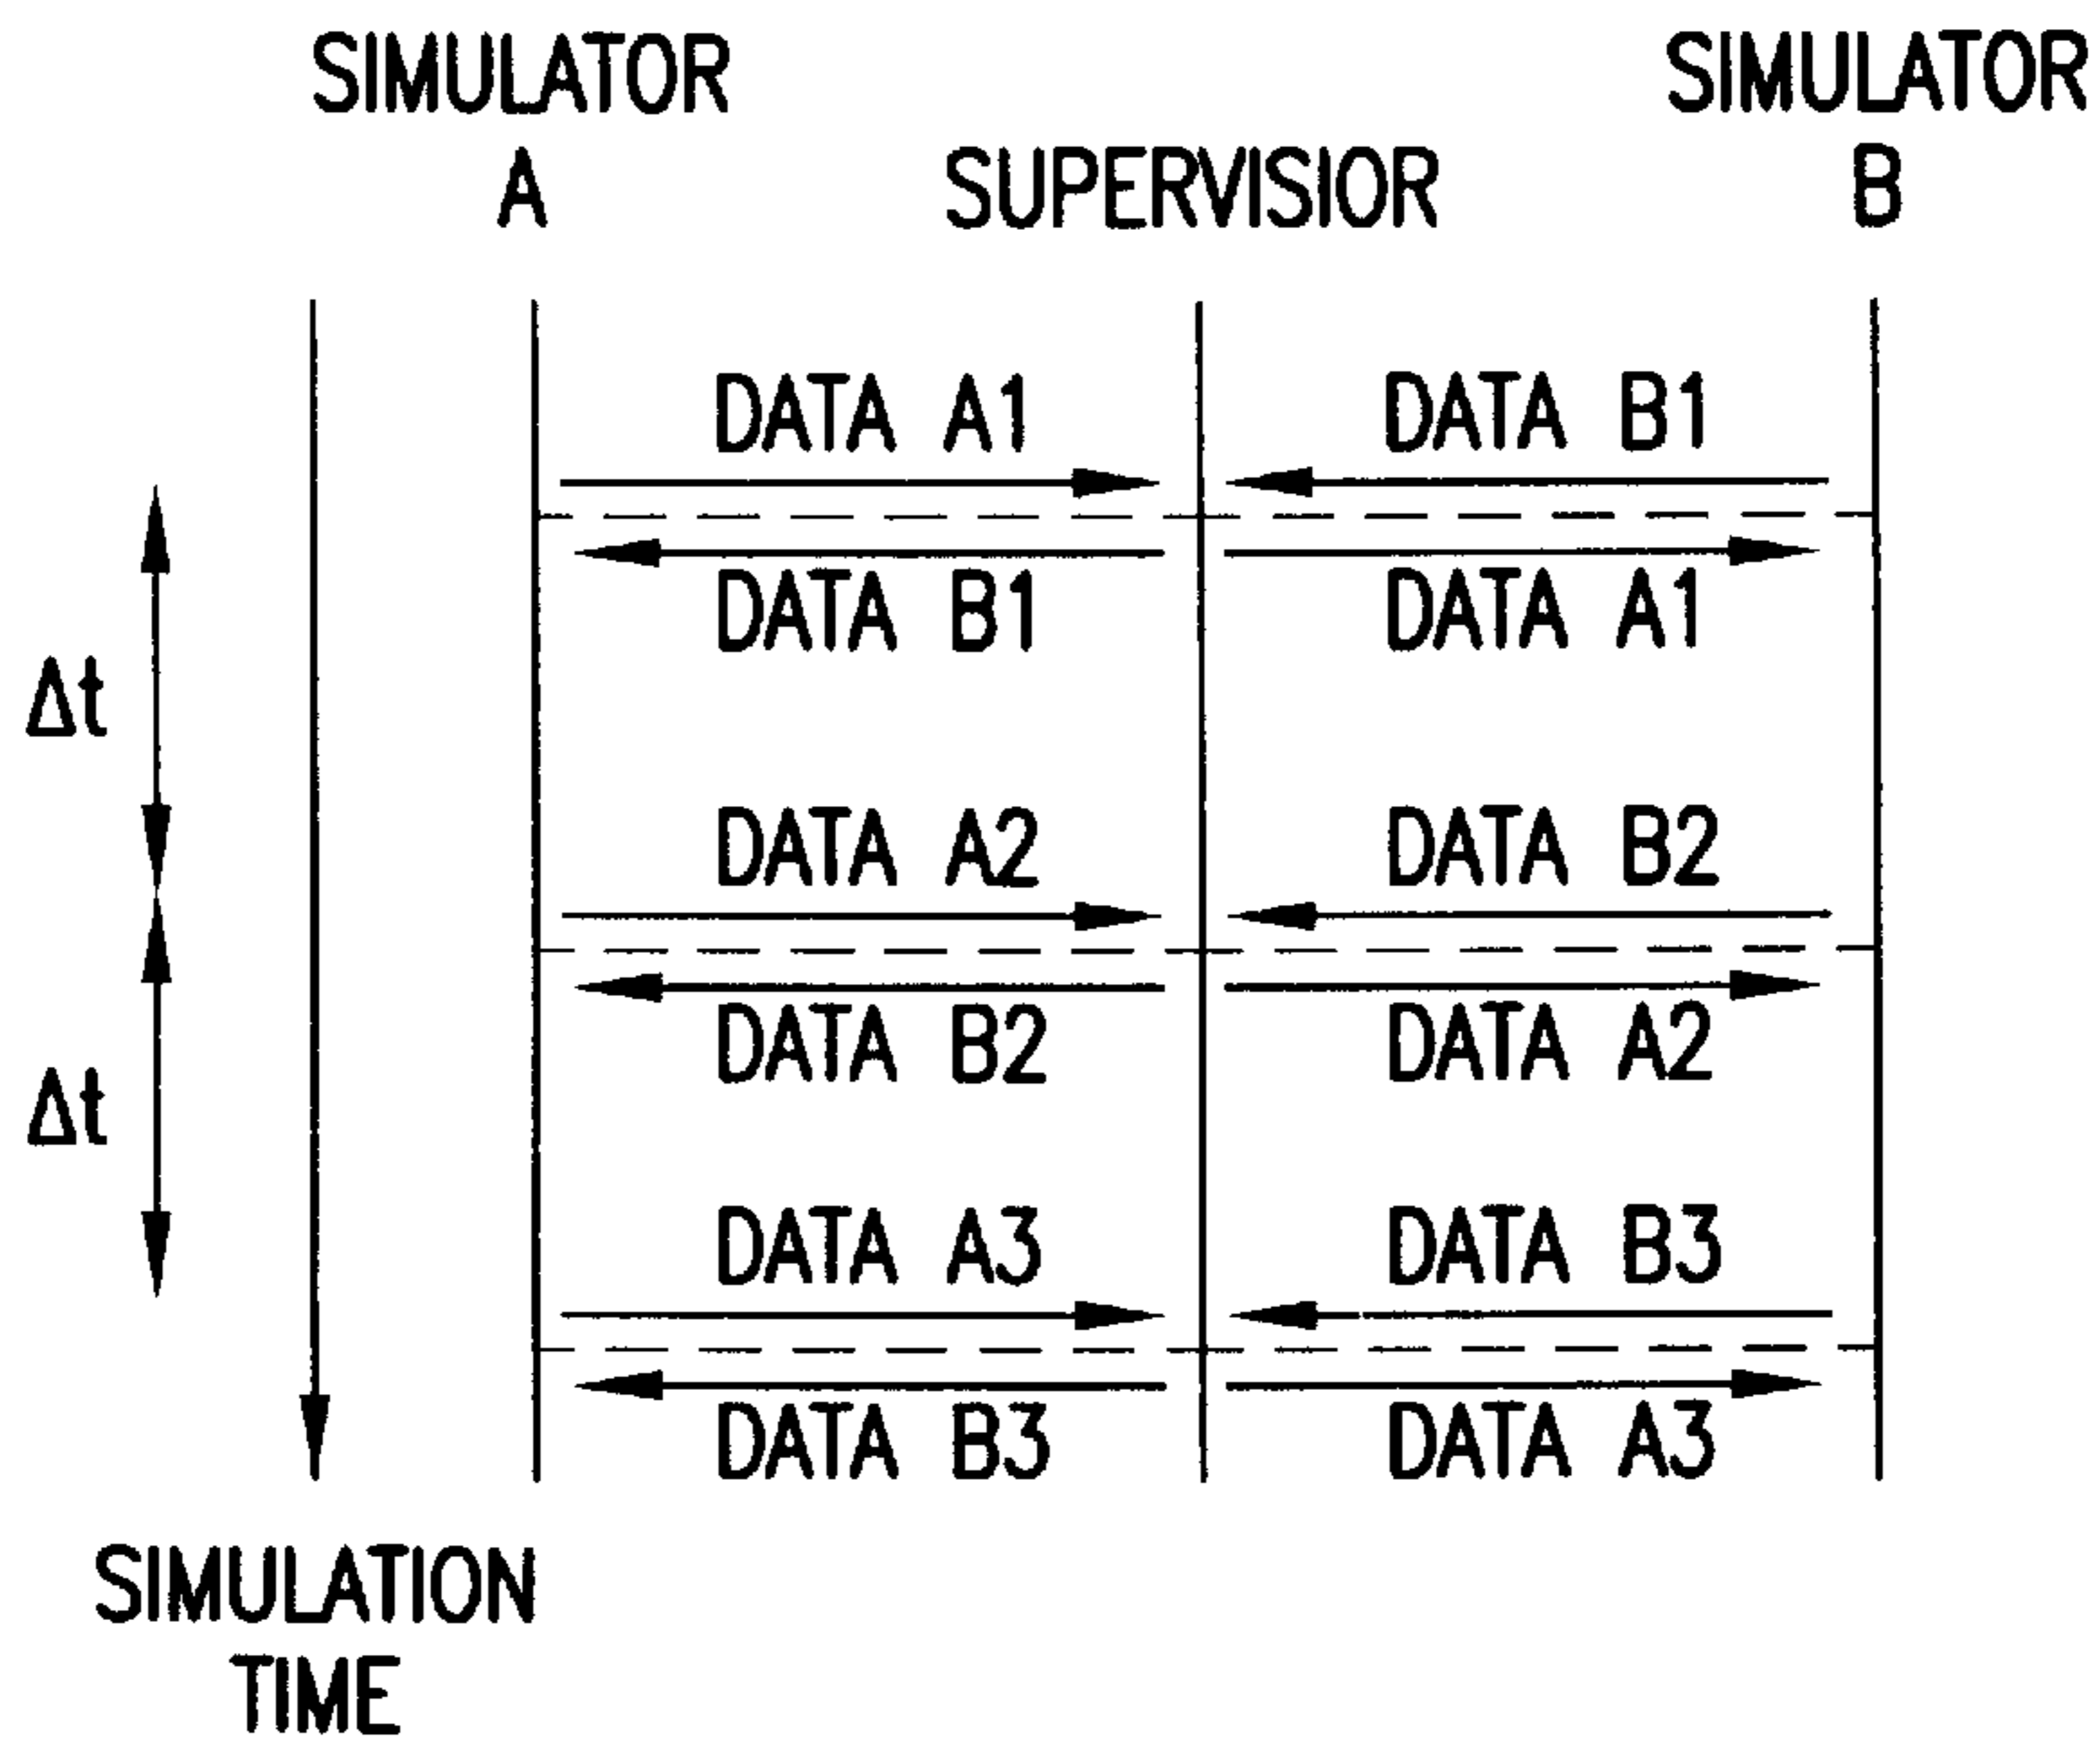 SIMULATOR
A
SUPERVISIOR
SIMULATOR
B
DATA A1
DATA B1
DATA B1
DATA A1
Δt
DATA A2
DATA B2
DATA B2
DATA A2
Δt
DATA A3
DATA B3
DATA B3
DATA A3
SIMULATION
TIME